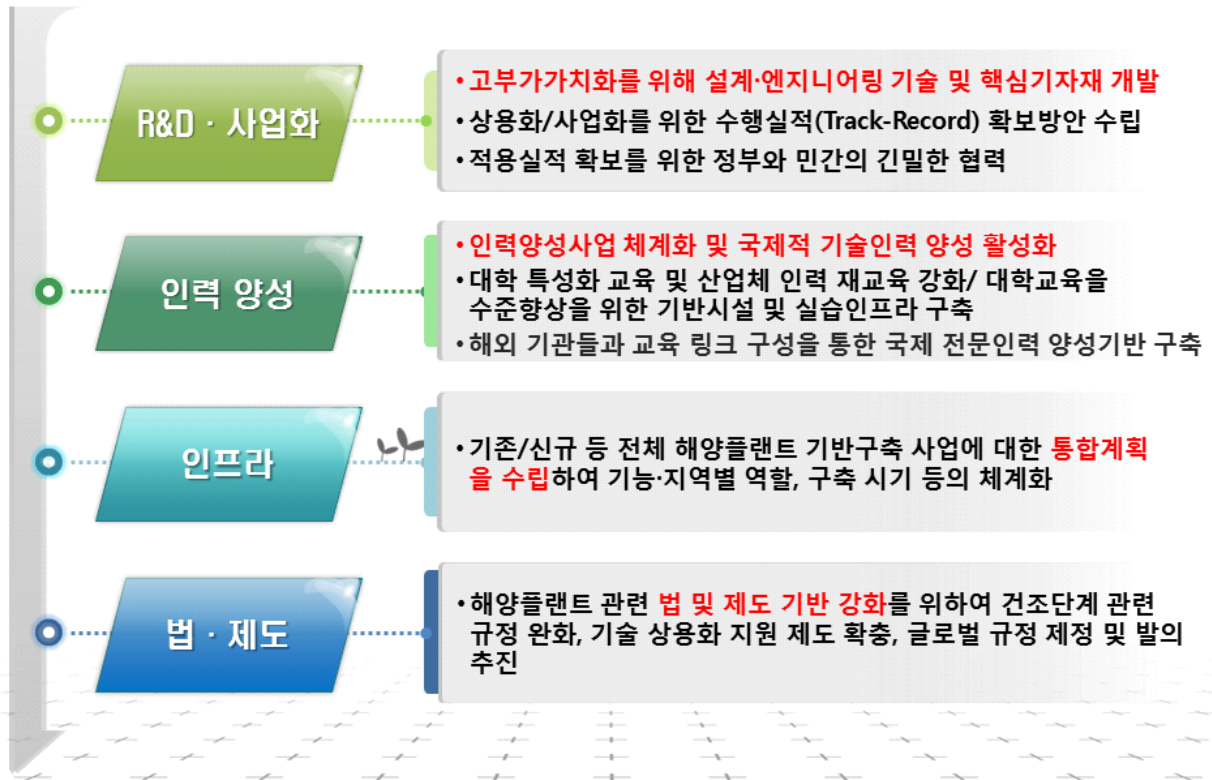 R&D · 사업화
• 고부가가치화를 위해 설계·엔지니어링 기술 및 핵심기자재 개발
• 상용화/사업화를 위한 수행실적(Track-Record) 확보방안 수립
• 적용실적 확보를 위한 정부와 민간의 긴밀한 협력
인력 양성
• 인력양성사업 체계화 및 국제적 기술인력 양성 활성화
• 대학 특성화 교육 및 산업체 인력 재교육 강화/ 대학교육을
수준향상을 위한 기반시설 및 실습인프라 구축
• 해외 기관들과 교육 링크 구성을 통한 국제 전문인력 양성기반 구축
인프라
• 기존/신규 등 전체 해양플랜트 기반구축 사업에 대한 통합계획
을 수립하여 기능·지역별 역할, 구축 시기 등의 체계화
법 · 제도
• 해양플랜트 관련 법 및 제도 기반 강화를 위하여 건조단계 관련
규정 완화, 기술 상용화 지원 제도 확충, 글로벌 규정 제정 및 발의
추진